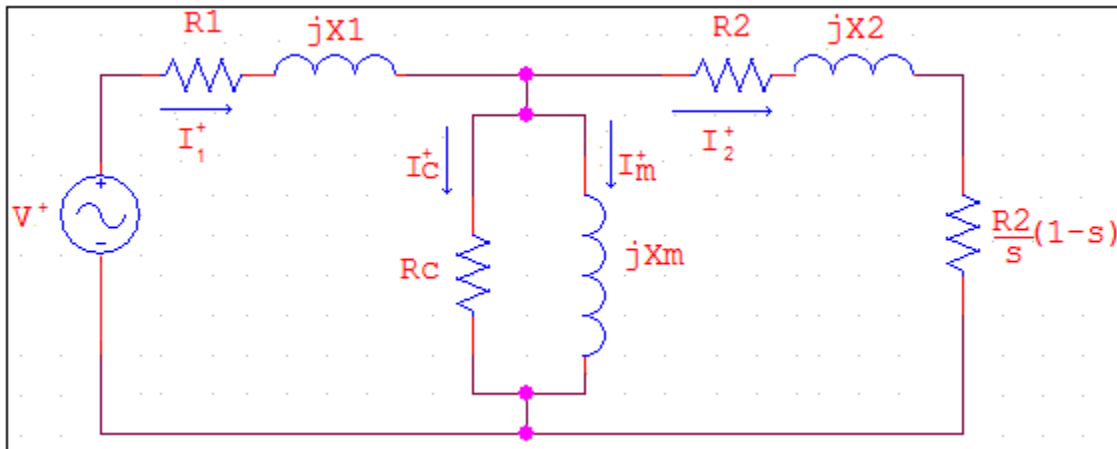 R1
jX1
R2
jX2
I₁⁺
I₂⁺
Ic⁺
Im⁺
V⁺
+
-
Rc
jXm
R2/s(1-s)